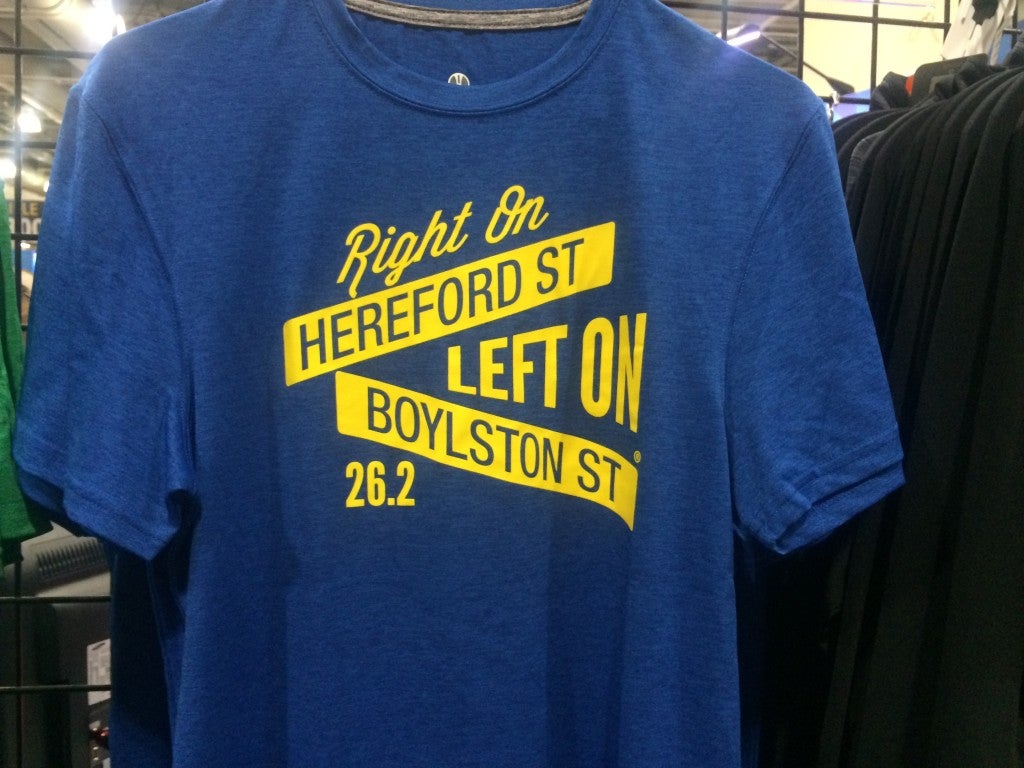 Right On
HEREFORD ST
LEFT ON
BOYLSTON ST®
26.2